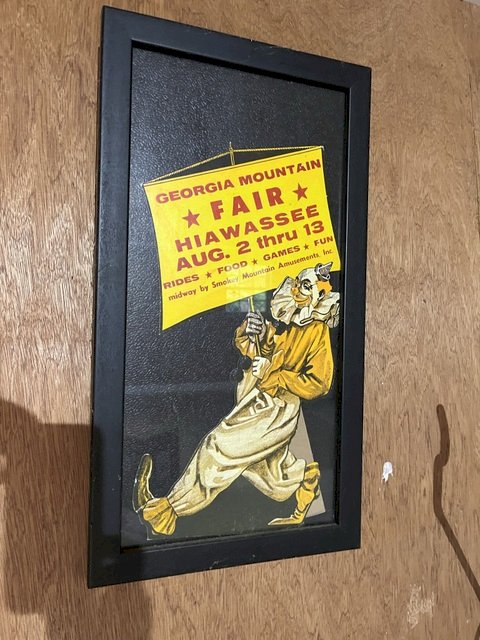 GEORGIA MOUNTAIN
★ FAIR ★
HIAWASSEE
AUG. 2 thru 13
RIDES ★ FOOD ★ GAMES ★ FUN
midway by Smokey Mountain Amusements, Inc.